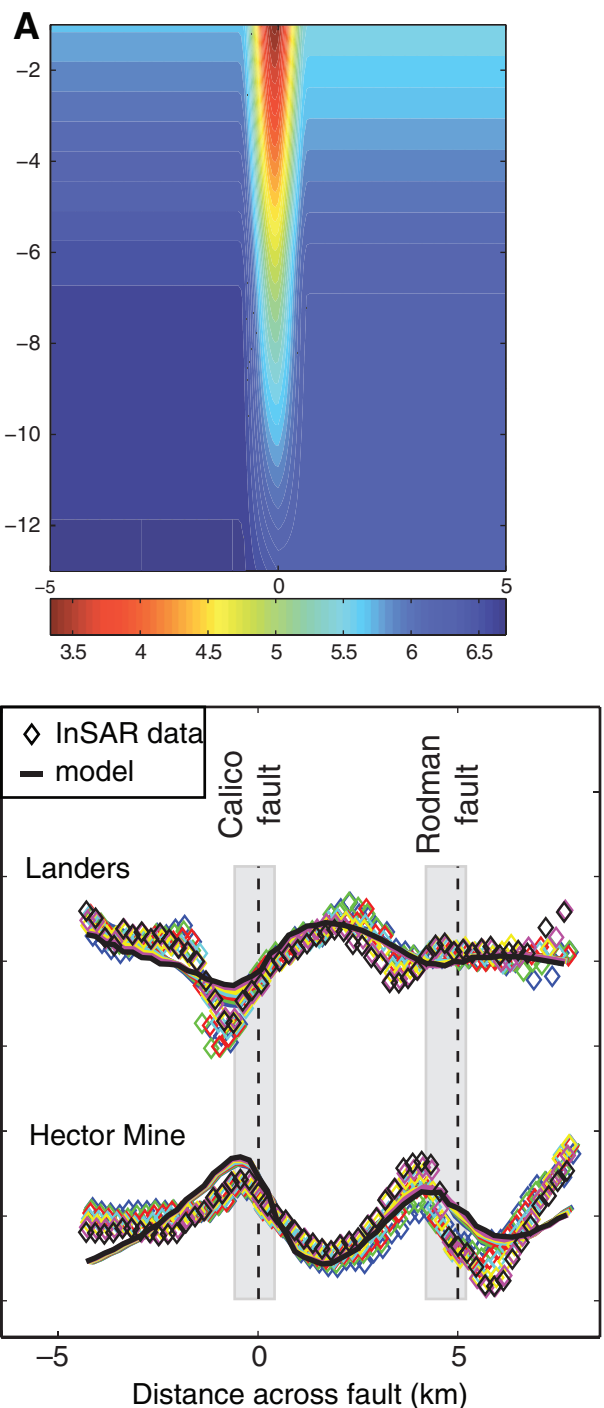 A
−2
−4
−6
−8
−10
−12
−5 0 5
3.5 4 4.5 5 5.5 6 6.5
InSAR data
model
Calico
fault
Rodman
fault
Landers
Hector Mine
−5 0 5
Distance across fault (km)